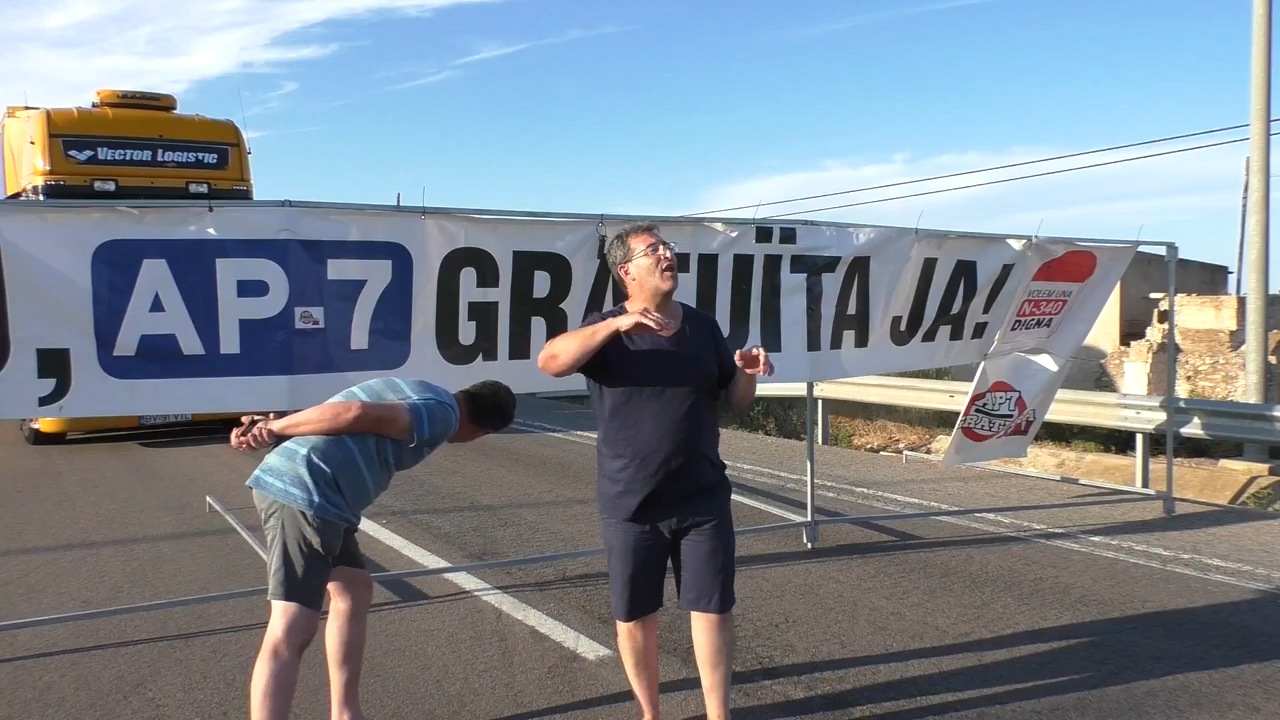 VECTOR LOGISTIC
, AP-7 GRATUÏTA JA!
VOLEM UNA
N-340
DIGNA
AP7